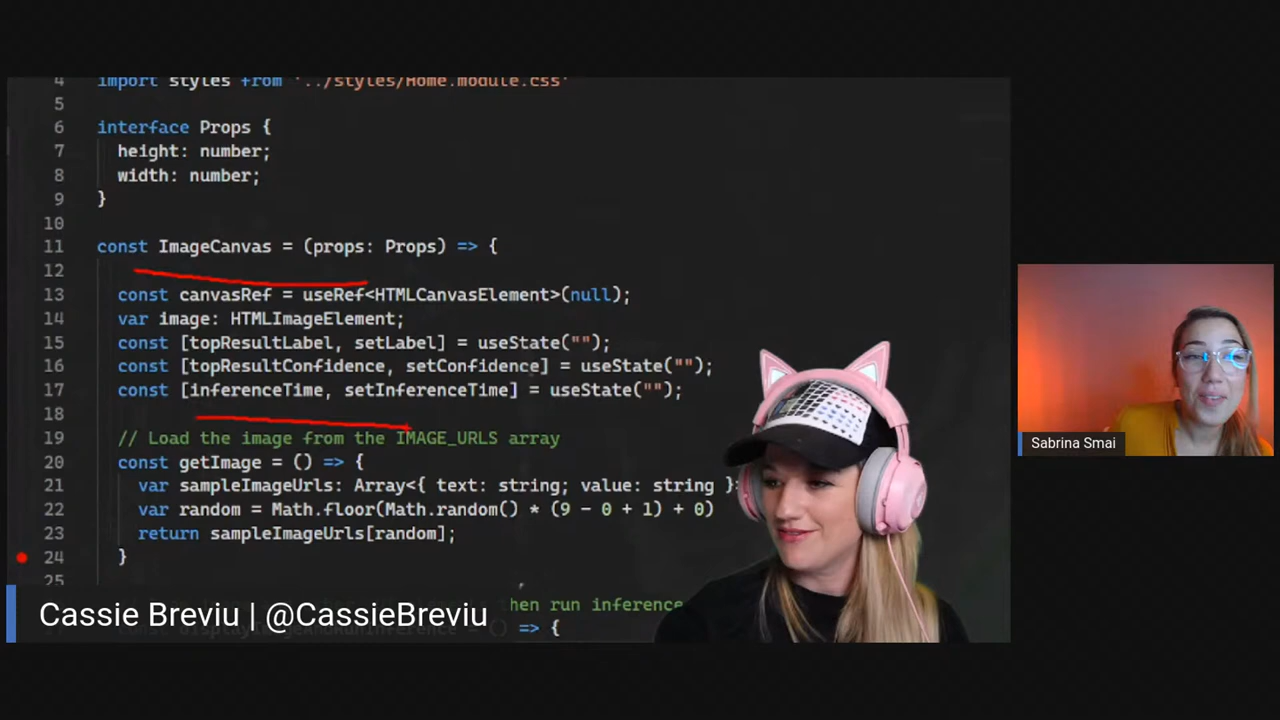 4 import styles from '../styles/Home.module.css'
5
6 interface Props {
7 height: number;
8 width: number;
9 }
10
11 const ImageCanvas = (props: Props) => {
12
13 const canvasRef = useRef<HTMLCanvasElement>(null);
14 var image: HTMLImageElement;
15 const [topResultLabel, setLabel] = useState("");
16 const [topResultConfidence, setConfidence] = useState("");
17 const [inferenceTime, setInferenceTime] = useState("");
18
19 // Load the image from the IMAGE_URLS array
20 const getImage = () => {
21 var sampleImageUrls: Array<{ text: string; value: string }>
22 var random = Math.floor(Math.random() * (9 - 0 + 1) + 0)
23 return sampleImageUrls[random];
24 }
25
then run inference
() => {
Cassie Breviu | @CassieBreviu
Sabrina Smai